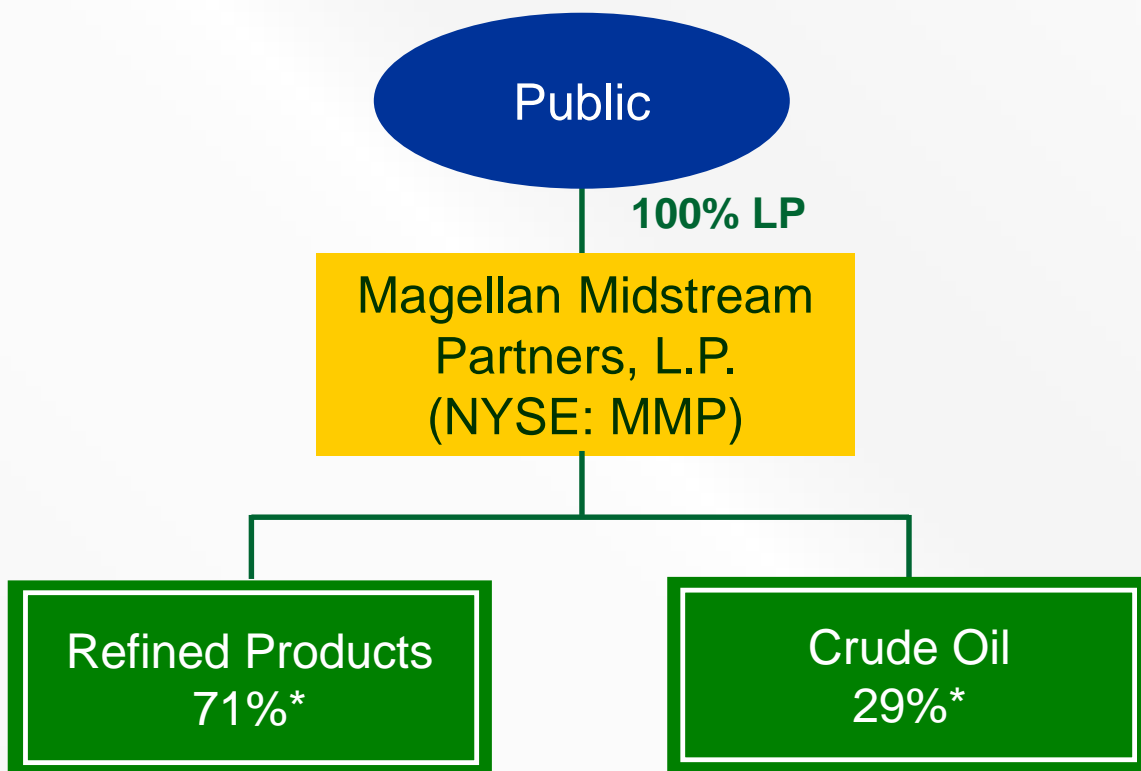 Public
100% LP
Magellan Midstream
Partners, L.P.
(NYSE: MMP)
Refined Products
71%*
Crude Oil
29%*